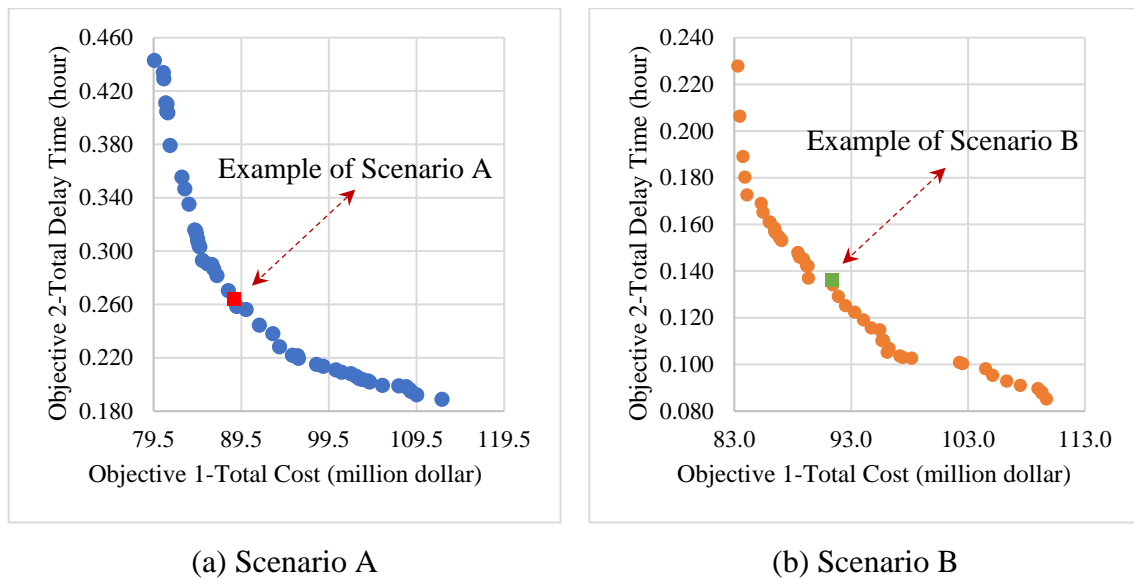 Objective 2-Total Delay Time (hour)
0.460
0.420
0.380
0.340
0.300
0.260
0.220
0.180
Example of Scenario A
79.5 89.5 99.5 109.5 119.5
Objective 1-Total Cost (million dollar)
(a) Scenario A
Objective 2-Total Delay Time (hour)
0.240
0.220
0.200
0.180
0.160
0.140
0.120
0.100
0.080
Example of Scenario B
83.0 93.0 103.0 113.0
Objective 1-Total Cost (million dollar)
(b) Scenario B